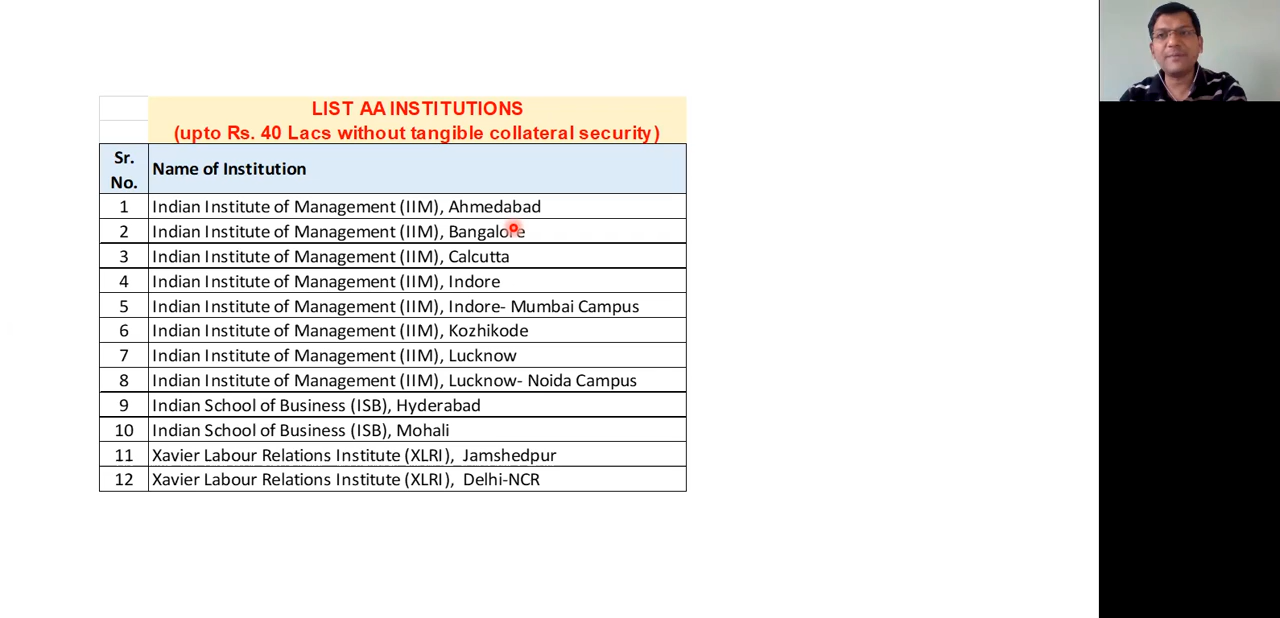 LIST AA INSTITUTIONS
(upto Rs. 40 Lacs without tangible collateral security)
Sr. No. Name of Institution
1 Indian Institute of Management (IIM), Ahmedabad
2 Indian Institute of Management (IIM), Bangalore
3 Indian Institute of Management (IIM), Calcutta
4 Indian Institute of Management (IIM), Indore
5 Indian Institute of Management (IIM), Indore- Mumbai Campus
6 Indian Institute of Management (IIM), Kozhikode
7 Indian Institute of Management (IIM), Lucknow
8 Indian Institute of Management (IIM), Lucknow- Noida Campus
9 Indian School of Business (ISB), Hyderabad
10 Indian School of Business (ISB), Mohali
11 Xavier Labour Relations Institute (XLRI), Jamshedpur
12 Xavier Labour Relations Institute (XLRI), Delhi-NCR